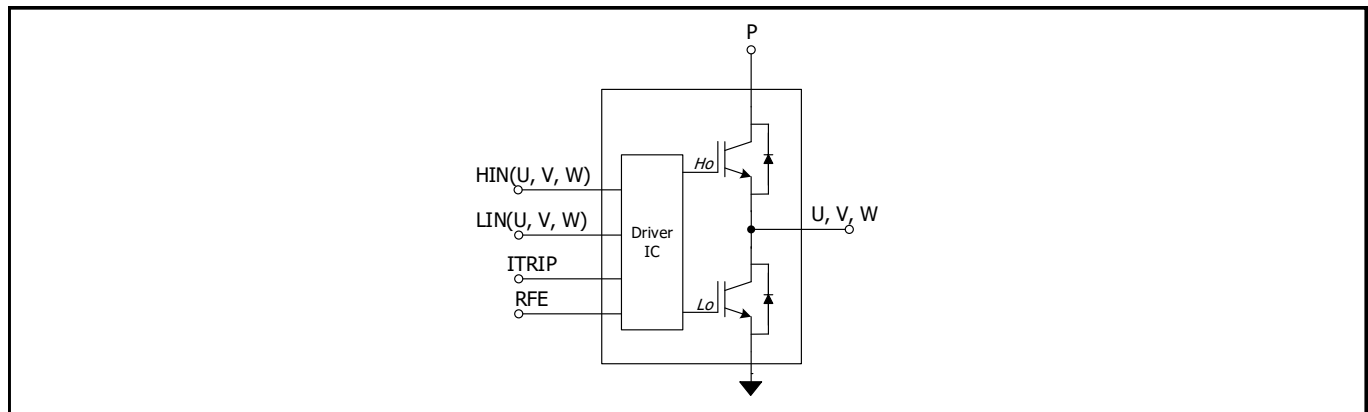 P
HIN(U, V, W)
Ho
LIN(U, V, W)
U, V, W
Driver
IC
ITRIP
RFE
Lo